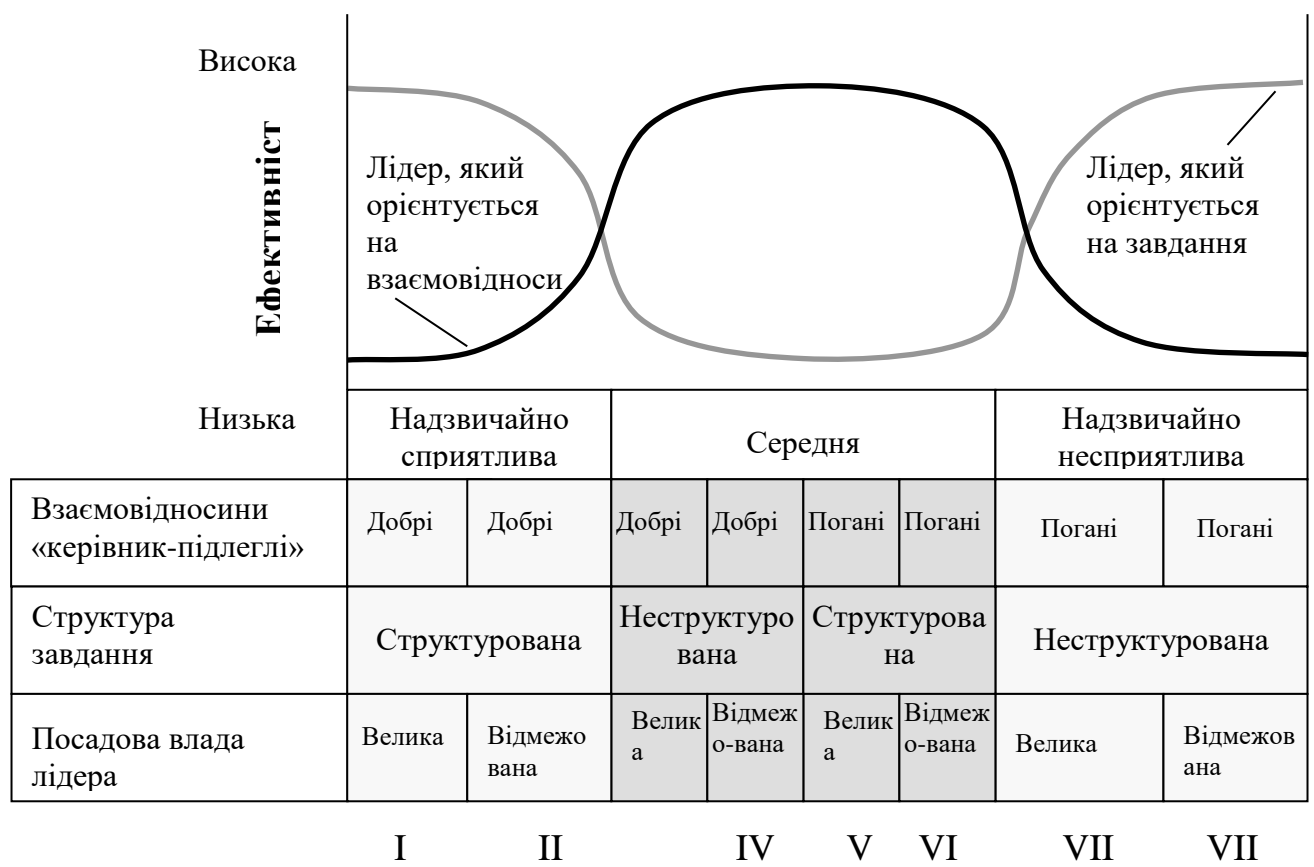 Висока
Ефективніст
Лідер, який
орієнтується
на
взаємовідноси
Лідер, який
орієнтується
на завдання
Низька
Надзвичайно
сприятлива
Середня
Надзвичайно
несприятлива
Взаємовідносини
«керівник-підлеглі»
Добрі
Добрі
Добрі
Добрі
Погані
Погані
Погані
Погані
Структура
завдання
Структурована
Неструктуро
вана
Структурова
на
Неструктурована
Посадова влада
лідера
Велика
Відмежо
вана
Велик
а
Відмеж
о-вана
Велик
а
Відмеж
о-вана
Велика
Відмежов
ана
I
II
IV
V
VI
VII
VII